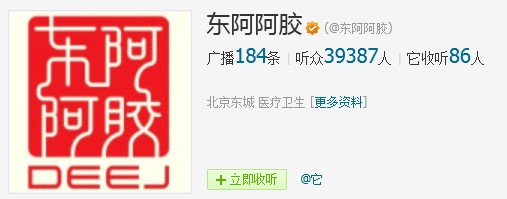 东阿
阿胶
DEEJ
东阿阿胶 (@东阿阿胶)
广播184条 | 听众39387人 | 它收听86人
北京东城 医疗卫生 [更多资料]
+ 立即收听 @它